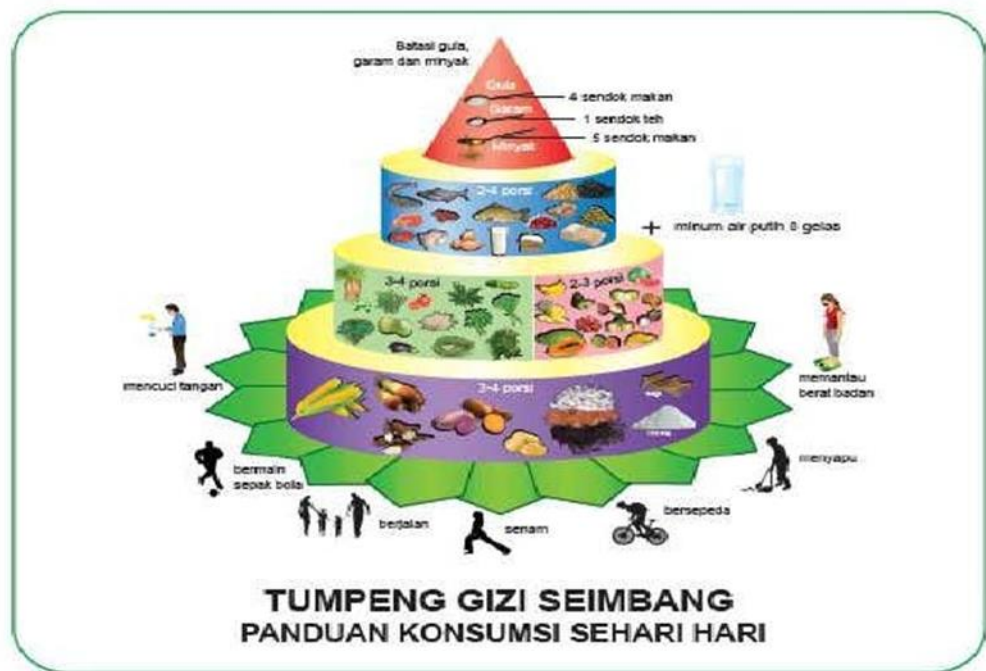 Batasi gula,
garam dan minyak
Gula
4 sendok makan
Garam
1 sendok teh
5 sendok makan
Minyak
2-4 porsi
+ minum air putih 8 gelas
3-4 porsi
2-3 porsi
mencuci tangan
3-4 porsi
memantau
berat badan
bermain
sepak bola
berjalan
senam
bersepeda
menyapu
TUMPENG GIZI SEIMBANG
PANDUAN KONSUMSI SEHARI HARI